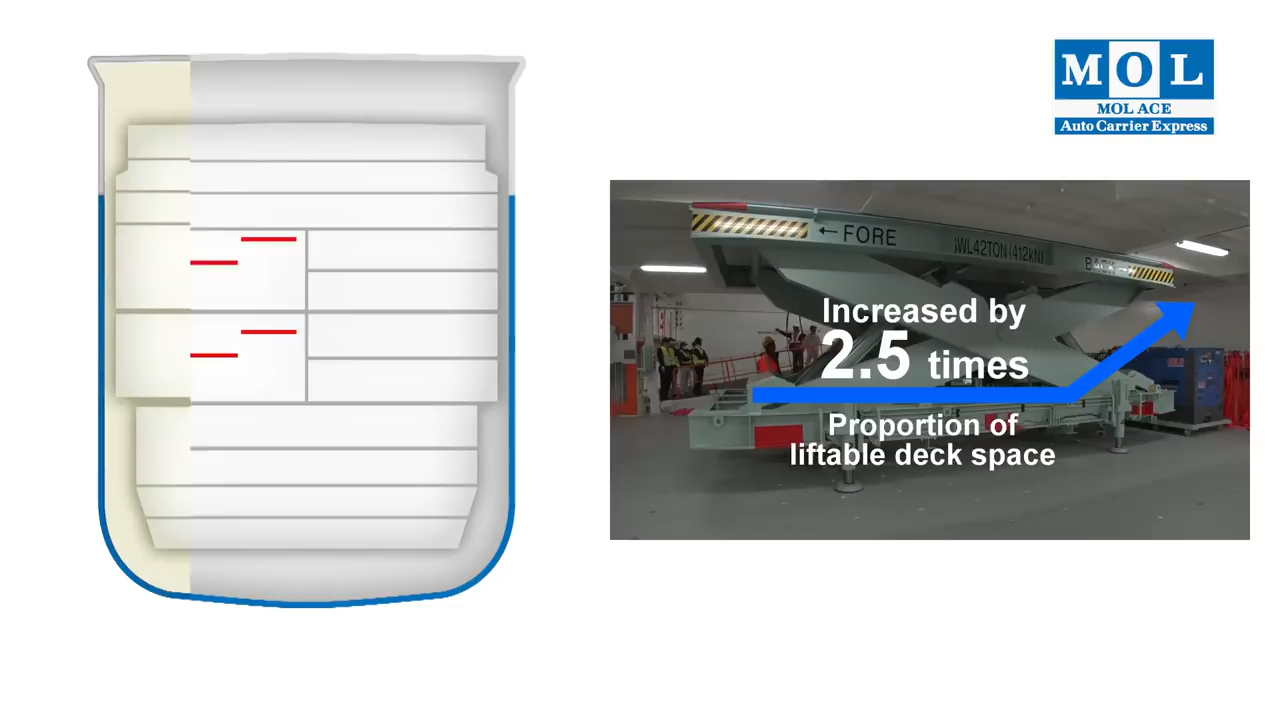 MOL
MOL ACE
Auto Carrier Express
← FORE
SWL42TON (412kN)
BACK →
Increased by
2.5 times
Proportion of
liftable deck space